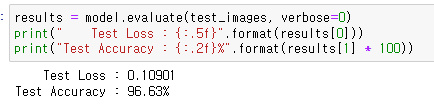 : results = model.evaluate(test_images, verbose=0)
print("    Test Loss : {:.5f}".format(results[0]))
print("Test Accuracy : {:.2f}%".format(results[1] * 100))
    Test Loss : 0.10901
Test Accuracy : 96.63%